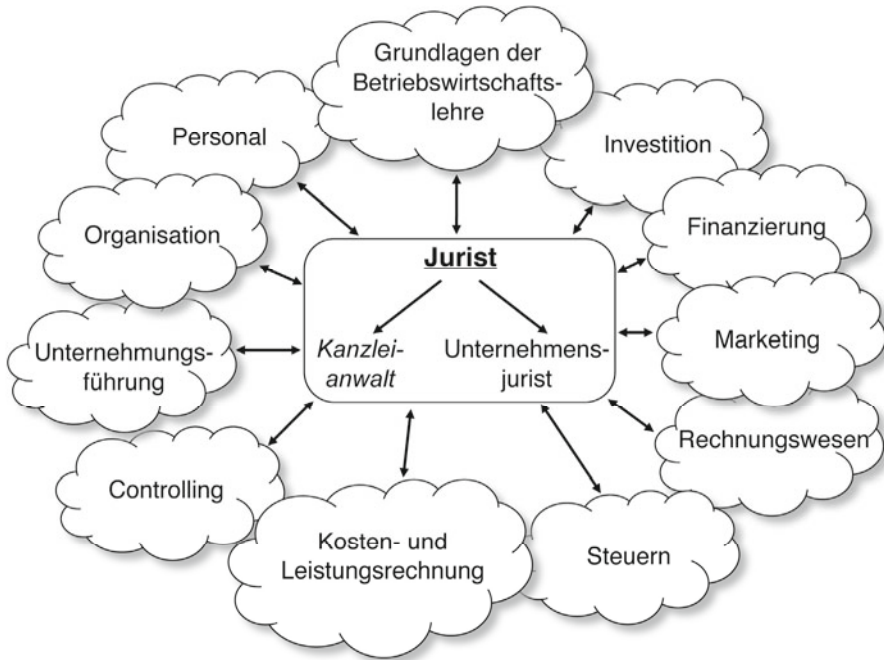 Grundlagen der
Betriebswirtschafts-
lehre
Personal
Investition
Organisation
Finanzierung
Jurist
Kanzlei-
anwalt
Unternehmens-
jurist
Unternehmungs-
führung
Marketing
Controlling
Rechnungswesen
Kosten- und
Leistungsrechnung
Steuern